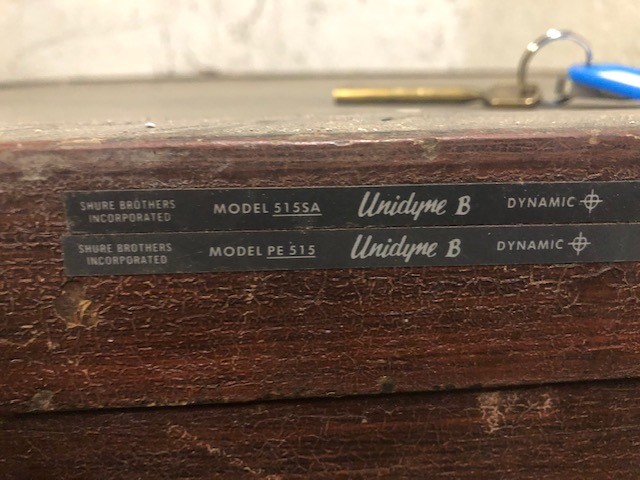 SHURE BROTHERS INCORPORATED MODEL 515SA Unidyne B DYNAMIC
SHURE BROTHERS INCORPORATED MODEL PE 515 Unidyne B DYNAMIC